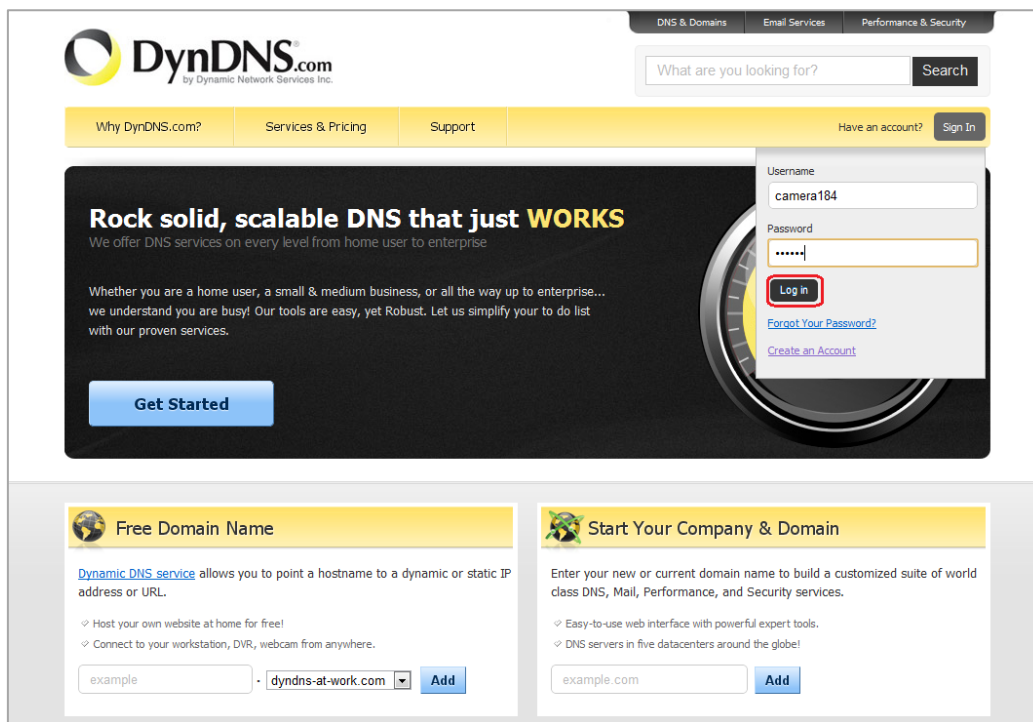 DNS & Domains Email Services Performance & Security
DynDNS.com
by Dynamic Network Services Inc.
What are you looking for? Search
Why DynDNS.com? Services & Pricing Support Have an account? Sign In
Username
camera184
Password
••••••
Log in
Forgot Your Password?
Create an Account
Rock solid, scalable DNS that just WORKS
We offer DNS services on every level from home user to enterprise
Whether you are a home user, a small & medium business, or all the way up to enterprise...
we understand you are busy! Our tools are easy, yet Robust. Let us simplify your to do list
with our proven services.
Get Started
Free Domain Name
Dynamic DNS service allows you to point a hostname to a dynamic or static IP
address or URL.
Host your own website at home for free!
Connect to your workstation, DVR, webcam from anywhere.
example - dyndns-at-work.com Add
Start Your Company & Domain
Enter your new or current domain name to build a customized suite of world
class DNS, Mail, Performance, and Security services.
Easy-to-use web interface with powerful expert tools.
DNS servers in five datacenters around the globe!
example.com Add